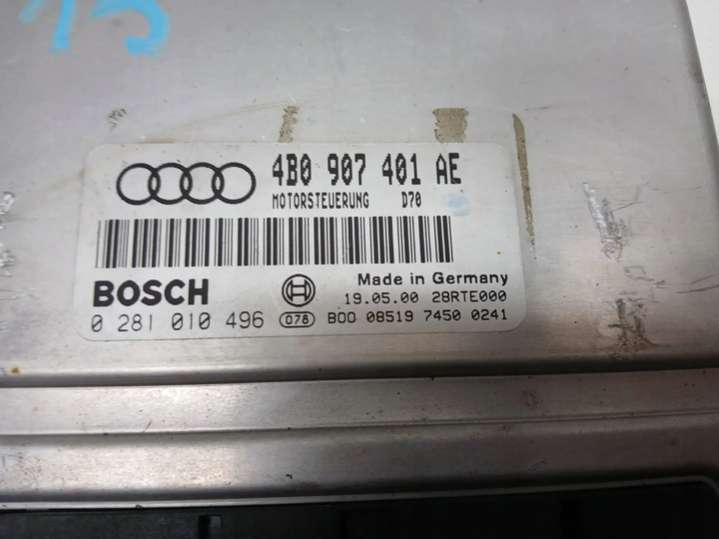 15
4B0 907 401 AE
MOTORSTEUERUNG D70
BOSCH
Made in Germany
19.05.00 28RTE000
0 281 010 496 078 B00 08519 7450 0241